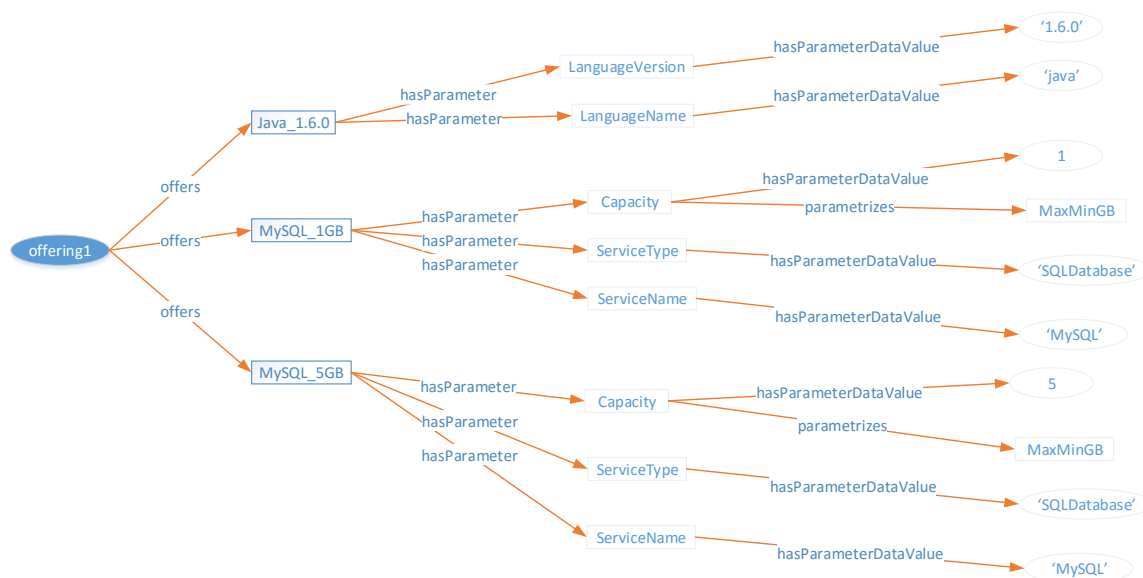 ‘1.6.0’
hasParameterDataValue
LanguageVersion
‘java’
hasParameter
hasParameterDataValue
Java_1.6.0
hasParameter
LanguageName
1
hasParameterDataValue
offers
Capacity
parametrizes
MaxMinGB
hasParameter
MySQL_1GB
offers
hasParameter
ServiceType
offering1
hasParameterDataValue
hasParameter
‘SQLDatabase’
ServiceName
offers
hasParameterDataValue
‘MySQL’
MySQL_5GB
5
hasParameter
hasParameterDataValue
Capacity
hasParameter
parametrizes
MaxMinGB
hasParameter
ServiceType
hasParameterDataValue
‘SQLDatabase’
ServiceName
hasParameterDataValue
‘MySQL’